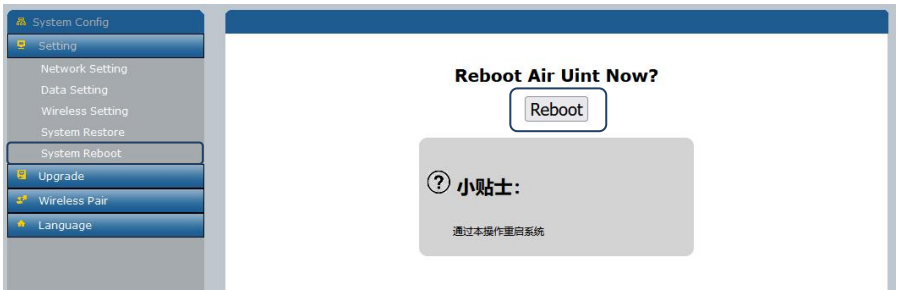 System Config
Setting
Network Setting
Data Setting
Wireless Setting
System Restore
System Reboot
Upgrade
Wireless Pair
Language
Reboot Air Uint Now?
Reboot
? 小贴士:
通过本操作重启系统